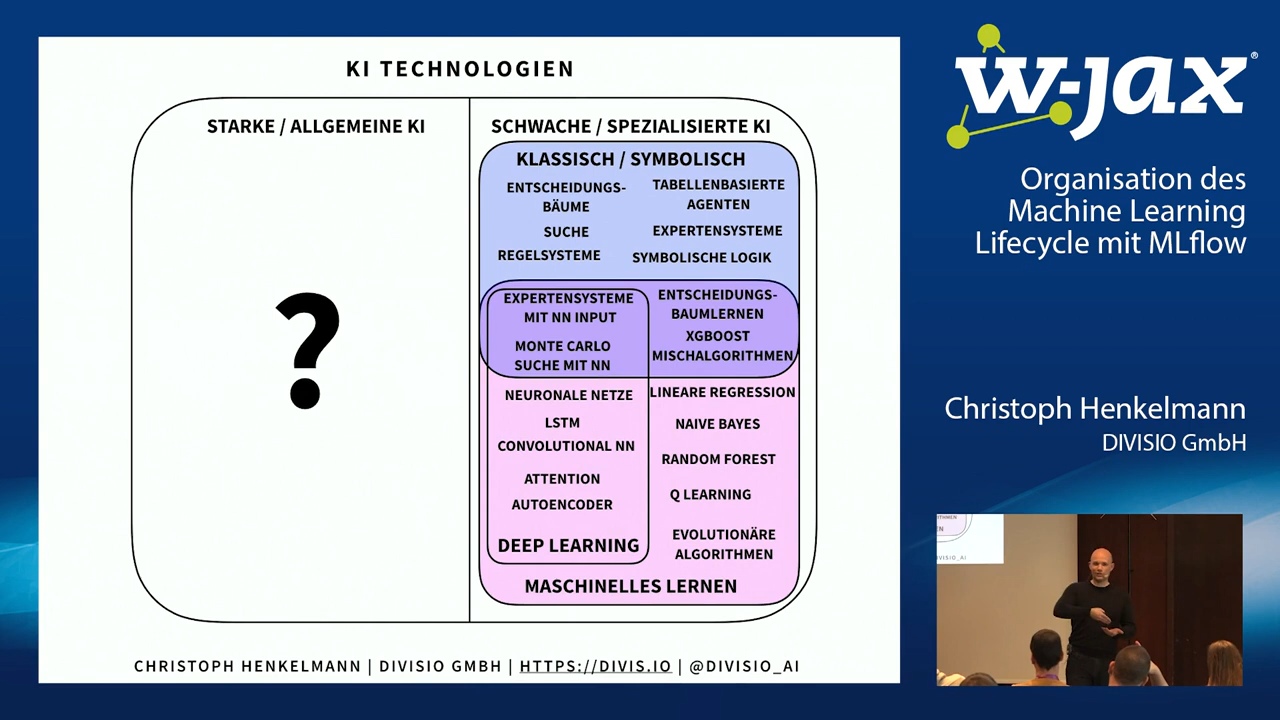 KI TECHNOLOGIEN
STARKE / ALLGEMEINE KI
?
SCHWACHE / SPEZIALISIERTE KI
KLASSISCH / SYMBOLISCH
ENTSCHEIDUNGS-
BÄUME
TABELLENBASIERTE
AGENTEN
SUCHE
EXPERTENSYSTEME
REGELSYSTEME
SYMBOLISCHE LOGIK
EXPERTENSYSTEME
MIT NN INPUT
MONTE CARLO
SUCHE MIT NN
ENTSCHEIDUNGS-
BAUMLERNEN
XGBOOST
MISCHALGORITHMEN
NEURONALE NETZE
LSTM
CONVOLUTIONAL NN
ATTENTION
AUTOENCODER
DEEP LEARNING
LINEARE REGRESSION
NAIVE BAYES
RANDOM FOREST
Q LEARNING
EVOLUTIONÄRE
ALGORITHMEN
MASCHINELLES LERNEN
CHRISTOPH HENKELMANN | DIVISIO GMBH | HTTPS://DIVIS.IO | @DIVISIO_AI
w-jax®
Organisation des
Machine Learning
Lifecycle mit MLflow
Christoph Henkelmann
DIVISIO GmbH